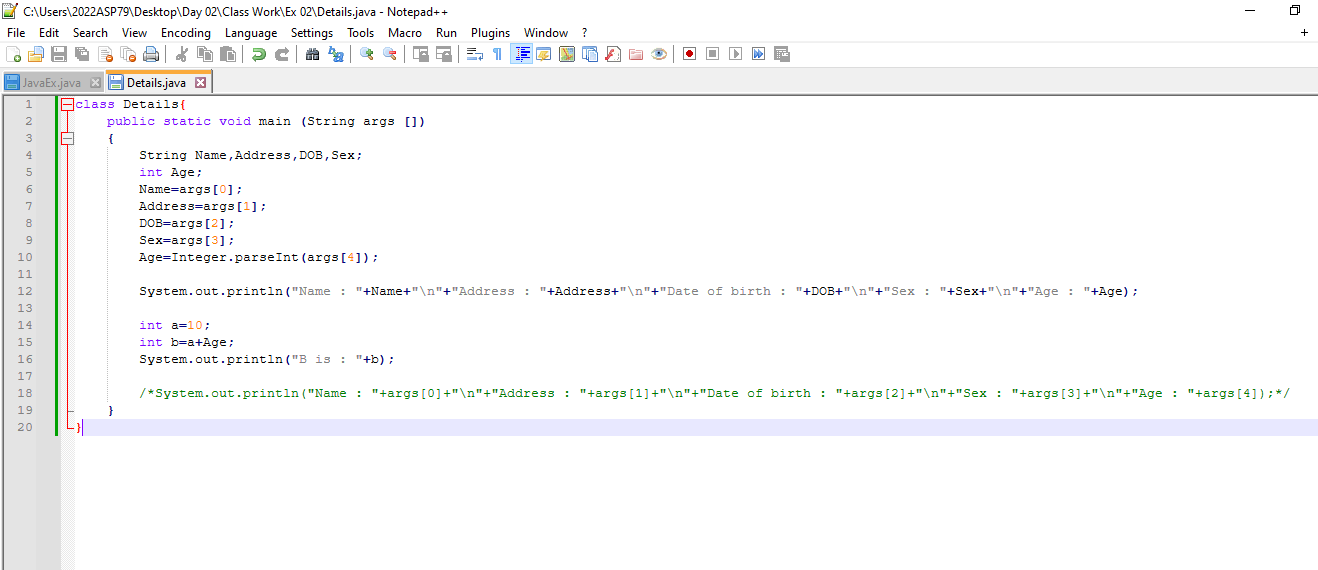 C:\Users\2022ASP79\Desktop\Day 02\Class Work\Ex 02\Details.java - Notepad++
File Edit Search View Encoding Language Settings Tools Macro Run Plugins Window ? +
JavaEx.java Details.java
1 class Details{
2 public static void main (String args [])
3 {
4 String Name,Address,DOB,Sex;
5 int Age;
6 Name=args[0];
7 Address=args[1];
8 DOB=args[2];
9 Sex=args[3];
10 Age=Integer.parseInt(args[4]);
11
12 System.out.println("Name : "+Name+"\n"+"Address : "+Address+"\n"+"Date of birth : "+DOB+"\n"+"Sex : "+Sex+"\n"+"Age : "+Age);
13
14 int a=10;
15 int b=a+Age;
16 System.out.println("B is : "+b);
17
18 /*System.out.println("Name : "+args[0]+"\n"+"Address : "+args[1]+"\n"+"Date of birth : "+args[2]+"\n"+"Sex : "+args[3]+"\n"+"Age : "+args[4]);*/
19 }
20 }